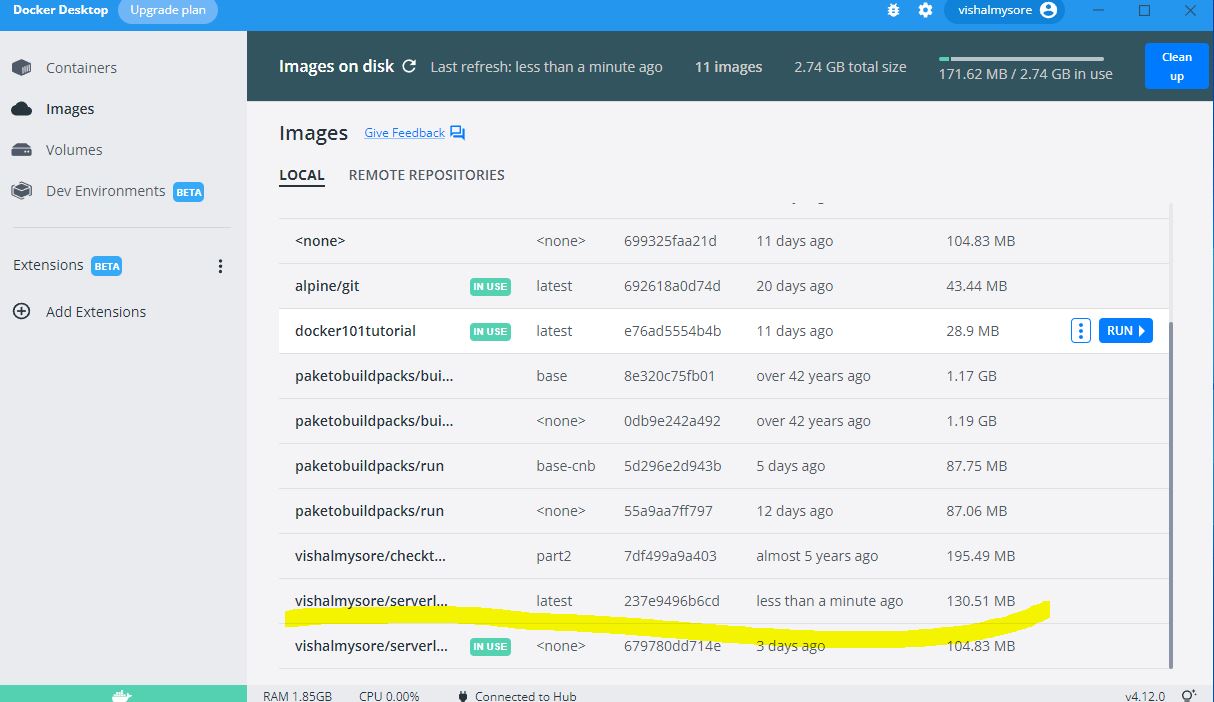 Docker Desktop Upgrade plan vishalmysore
Containers
Images
Volumes
Dev Environments BETA
Extensions BETA
Add Extensions
Images on disk Last refresh: less than a minute ago 11 images 2.74 GB total size 171.62 MB / 2.74 GB in use Clean up
Images Give Feedback
LOCAL REMOTE REPOSITORIES
<none> <none> 699325faa21d 11 days ago 104.83 MB
alpine/git IN USE latest 692618a0d74d 20 days ago 43.44 MB
docker101tutorial IN USE latest e76ad5554b4b 11 days ago 28.9 MB RUN
paketobuildpacks/bui... base 8e320c75fb01 over 42 years ago 1.17 GB
paketobuildpacks/bui... <none> 0db9e242a492 over 42 years ago 1.19 GB
paketobuildpacks/run base-cnb 5d296e2d943b 5 days ago 87.75 MB
paketobuildpacks/run <none> 55a9aa7ff797 12 days ago 87.06 MB
vishalmysore/checkt... part2 7df499a9a403 almost 5 years ago 195.49 MB
vishalmysore/serverl... latest 237e9496b6cd less than a minute ago 130.51 MB
vishalmysore/serverl... IN USE <none> 679780dd714e 3 days ago 104.83 MB
RAM 1.85GB CPU 0.00% Connected to Hub v4.12.0